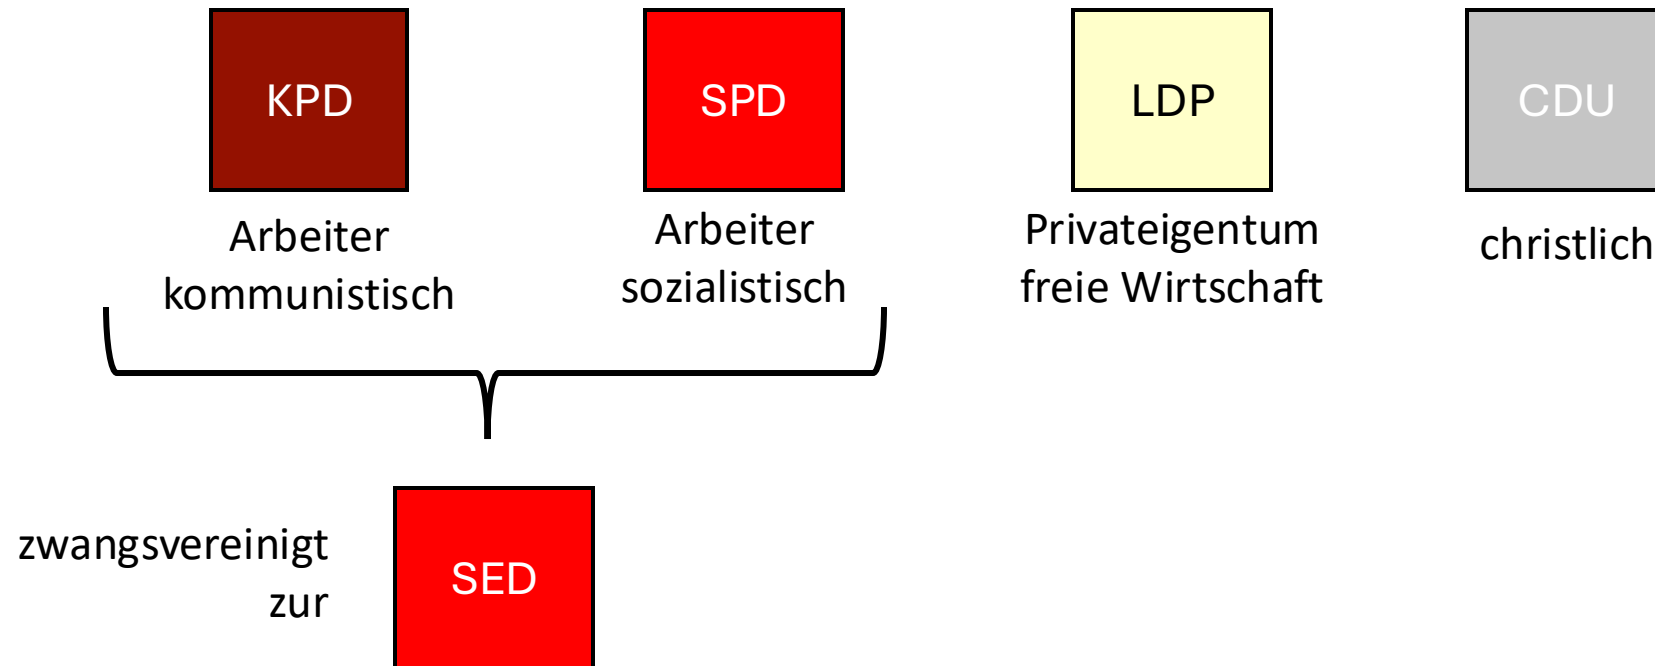 KPD
SPD
LDP
CDU
Arbeiter
kommunistisch
Arbeiter
sozialistisch
Privateigentum
freie Wirtschaft
christlich
zwangsvereinigt
zur
SED